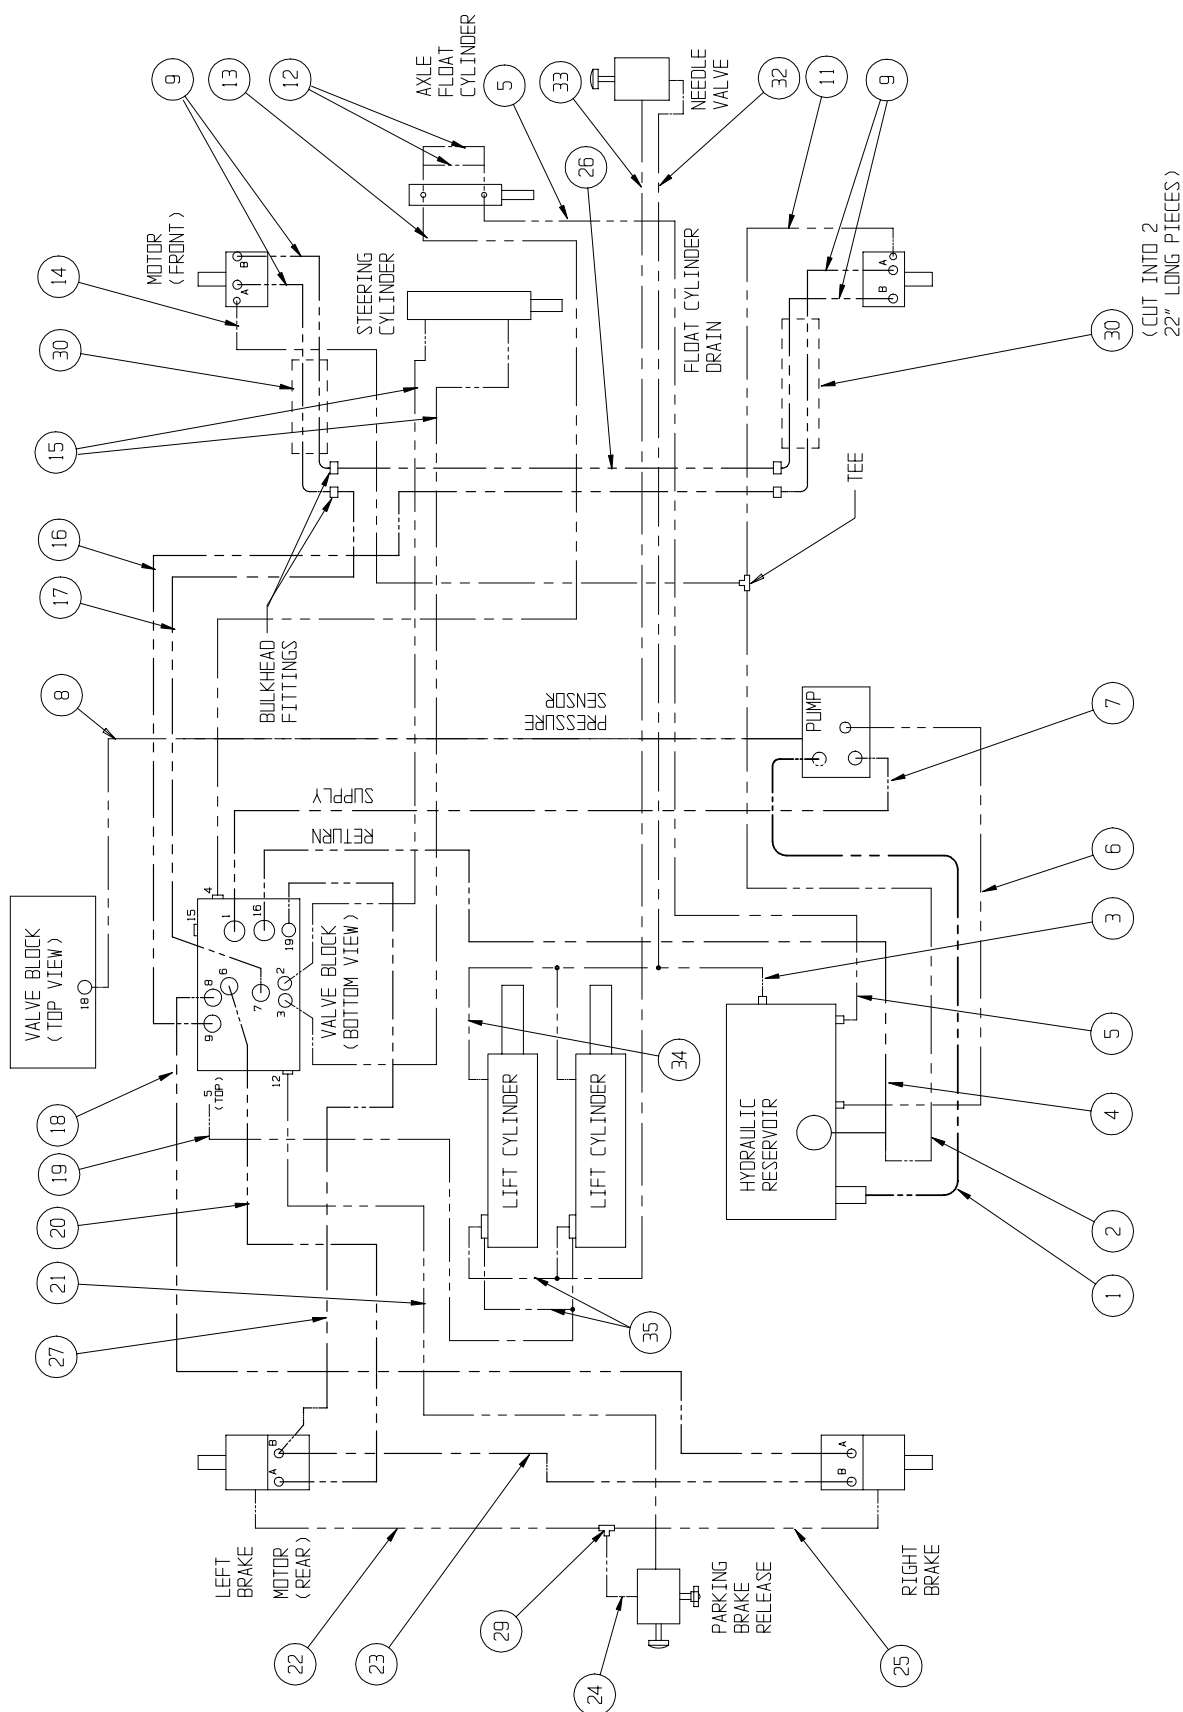 VALVE BLOCK
(TOP VIEW)
18
27
21
20
19
18
8
17
16
15
30
14
9
13
12
LEFT
BRAKE
MOTOR
(REAR)
A
B
5
(TOP)
9
8
6
15
4
1
7
16
3
2
19
12
VALVE BLOCK
(BOTTOM VIEW)
RETURN
SUPPLY
BULKHEAD
FITTINGS
MOTOR
(FRONT)
A
B
STEERING
CYLINDER
AXLE
FLOAT
CYLINDER
22
23
29
24
5
33
26
32
11
9
LIFT CYLINDER
LIFT CYLINDER
35
34
PRESSURE
SENSOR
FLOAT CYLINDER
DRAIN
NEEDLE
VALVE
PARKING
BRAKE
RELEASE
HYDRAULIC
RESERVOIR
PUMP
TEE
B
A
B
A
RIGHT
BRAKE
25
1
2
4
5
3
6
7
30
(CUT INTO 2
22" LONG PIECES)